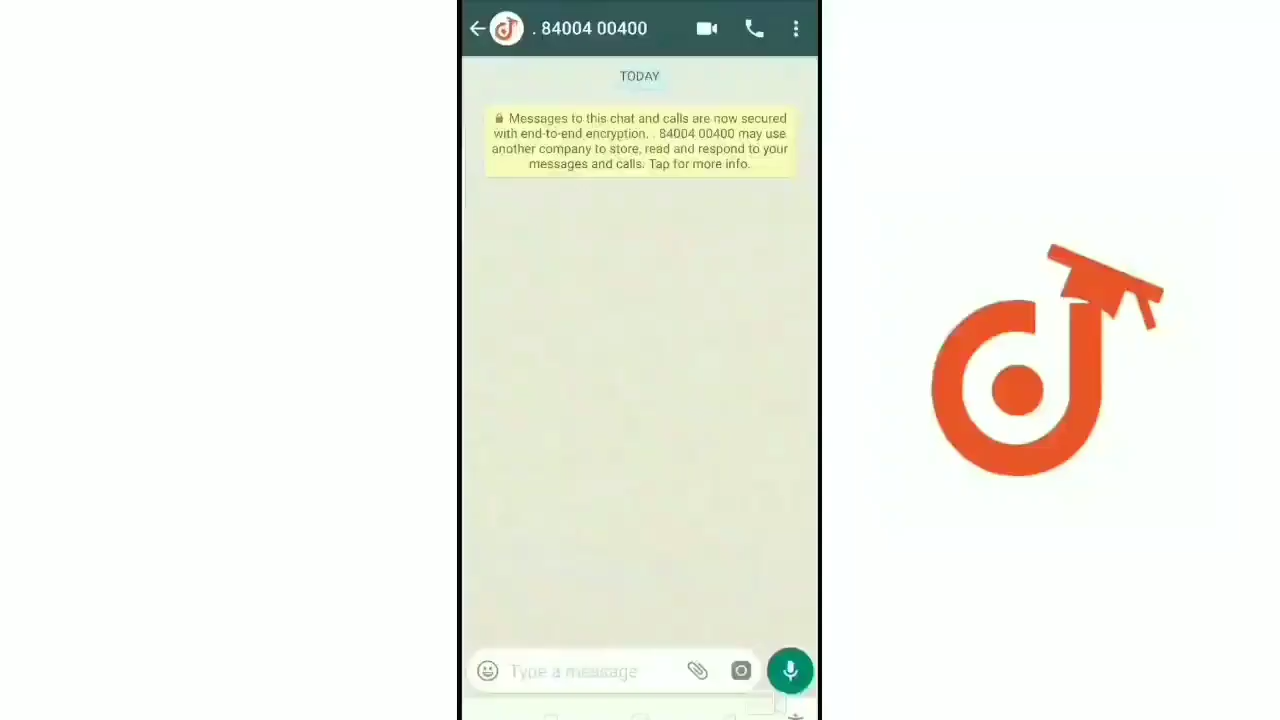 . 84004 00400
TODAY
Messages to this chat and calls are now secured
with end-to-end encryption. . 84004 00400 may use
another company to store, read and respond to your
messages and calls. Tap for more info.
Type a message